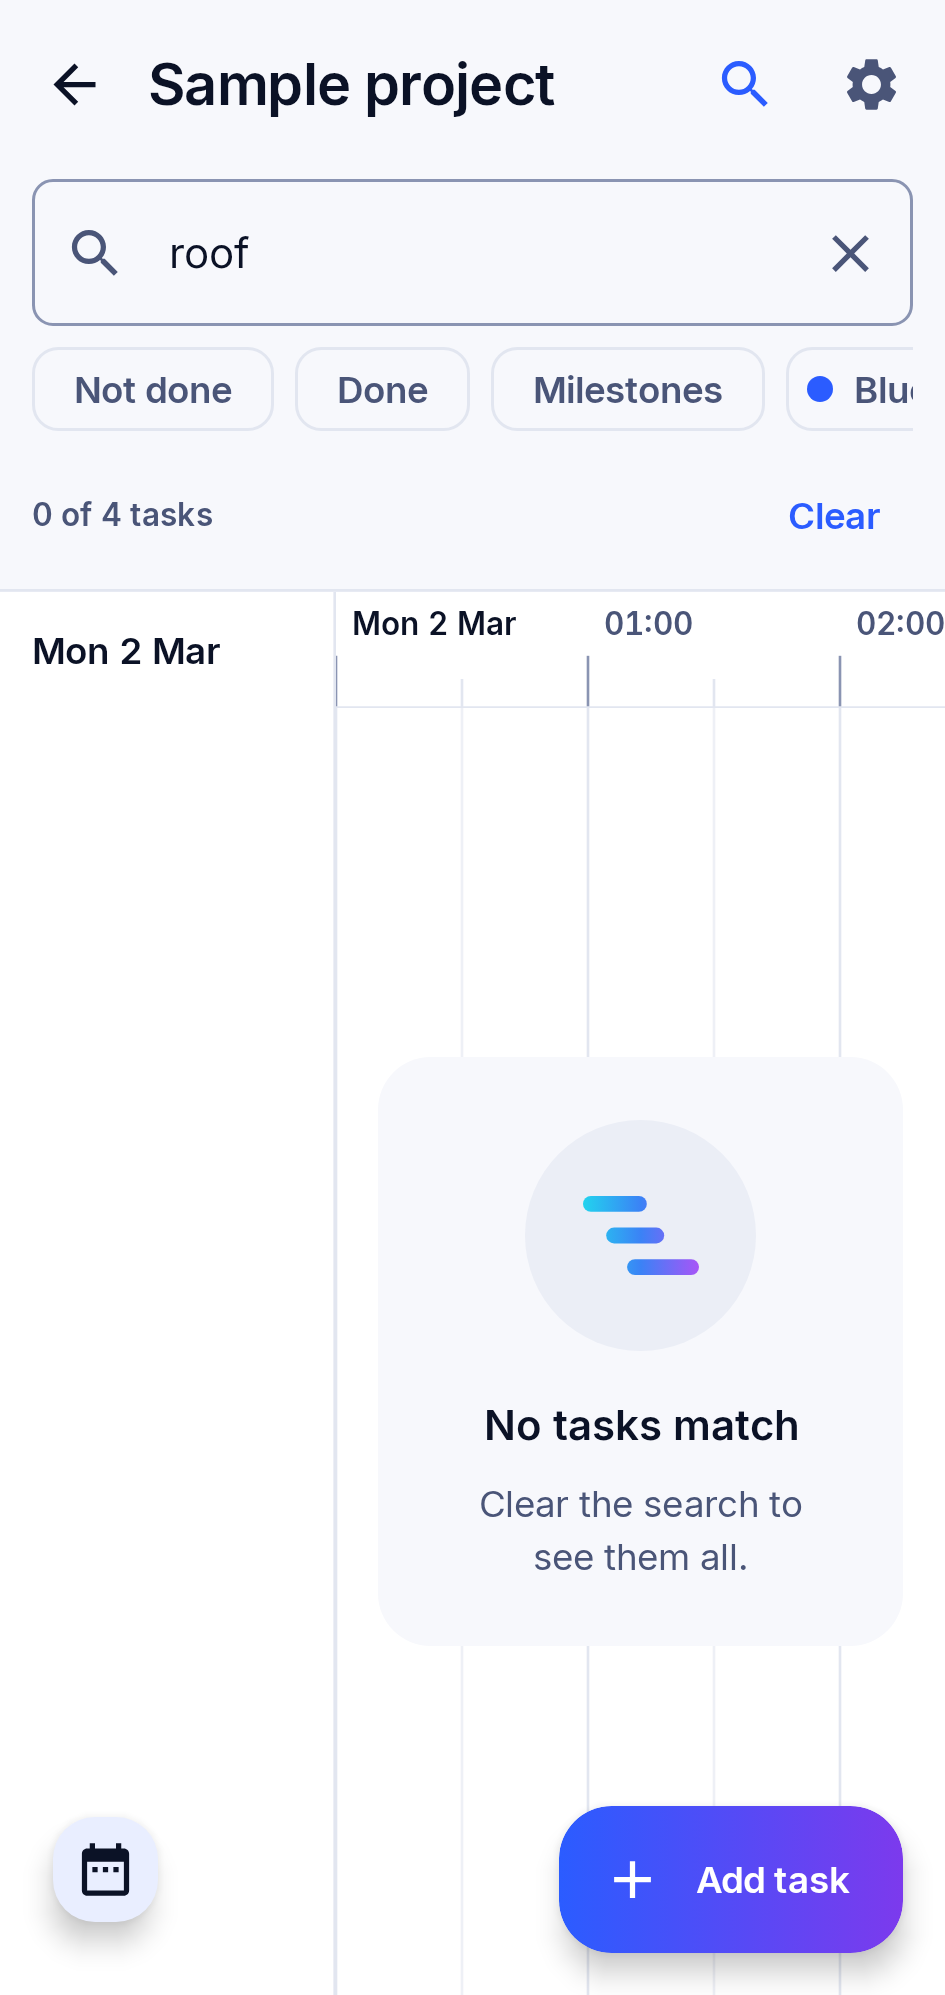 Sample project
roof
Not done
Done
Milestones
Blue
0 of 4 tasks
Clear
Mon 2 Mar
Mon 2 Mar
01:00
02:00
No tasks match
Clear the search to
see them all.
Add task